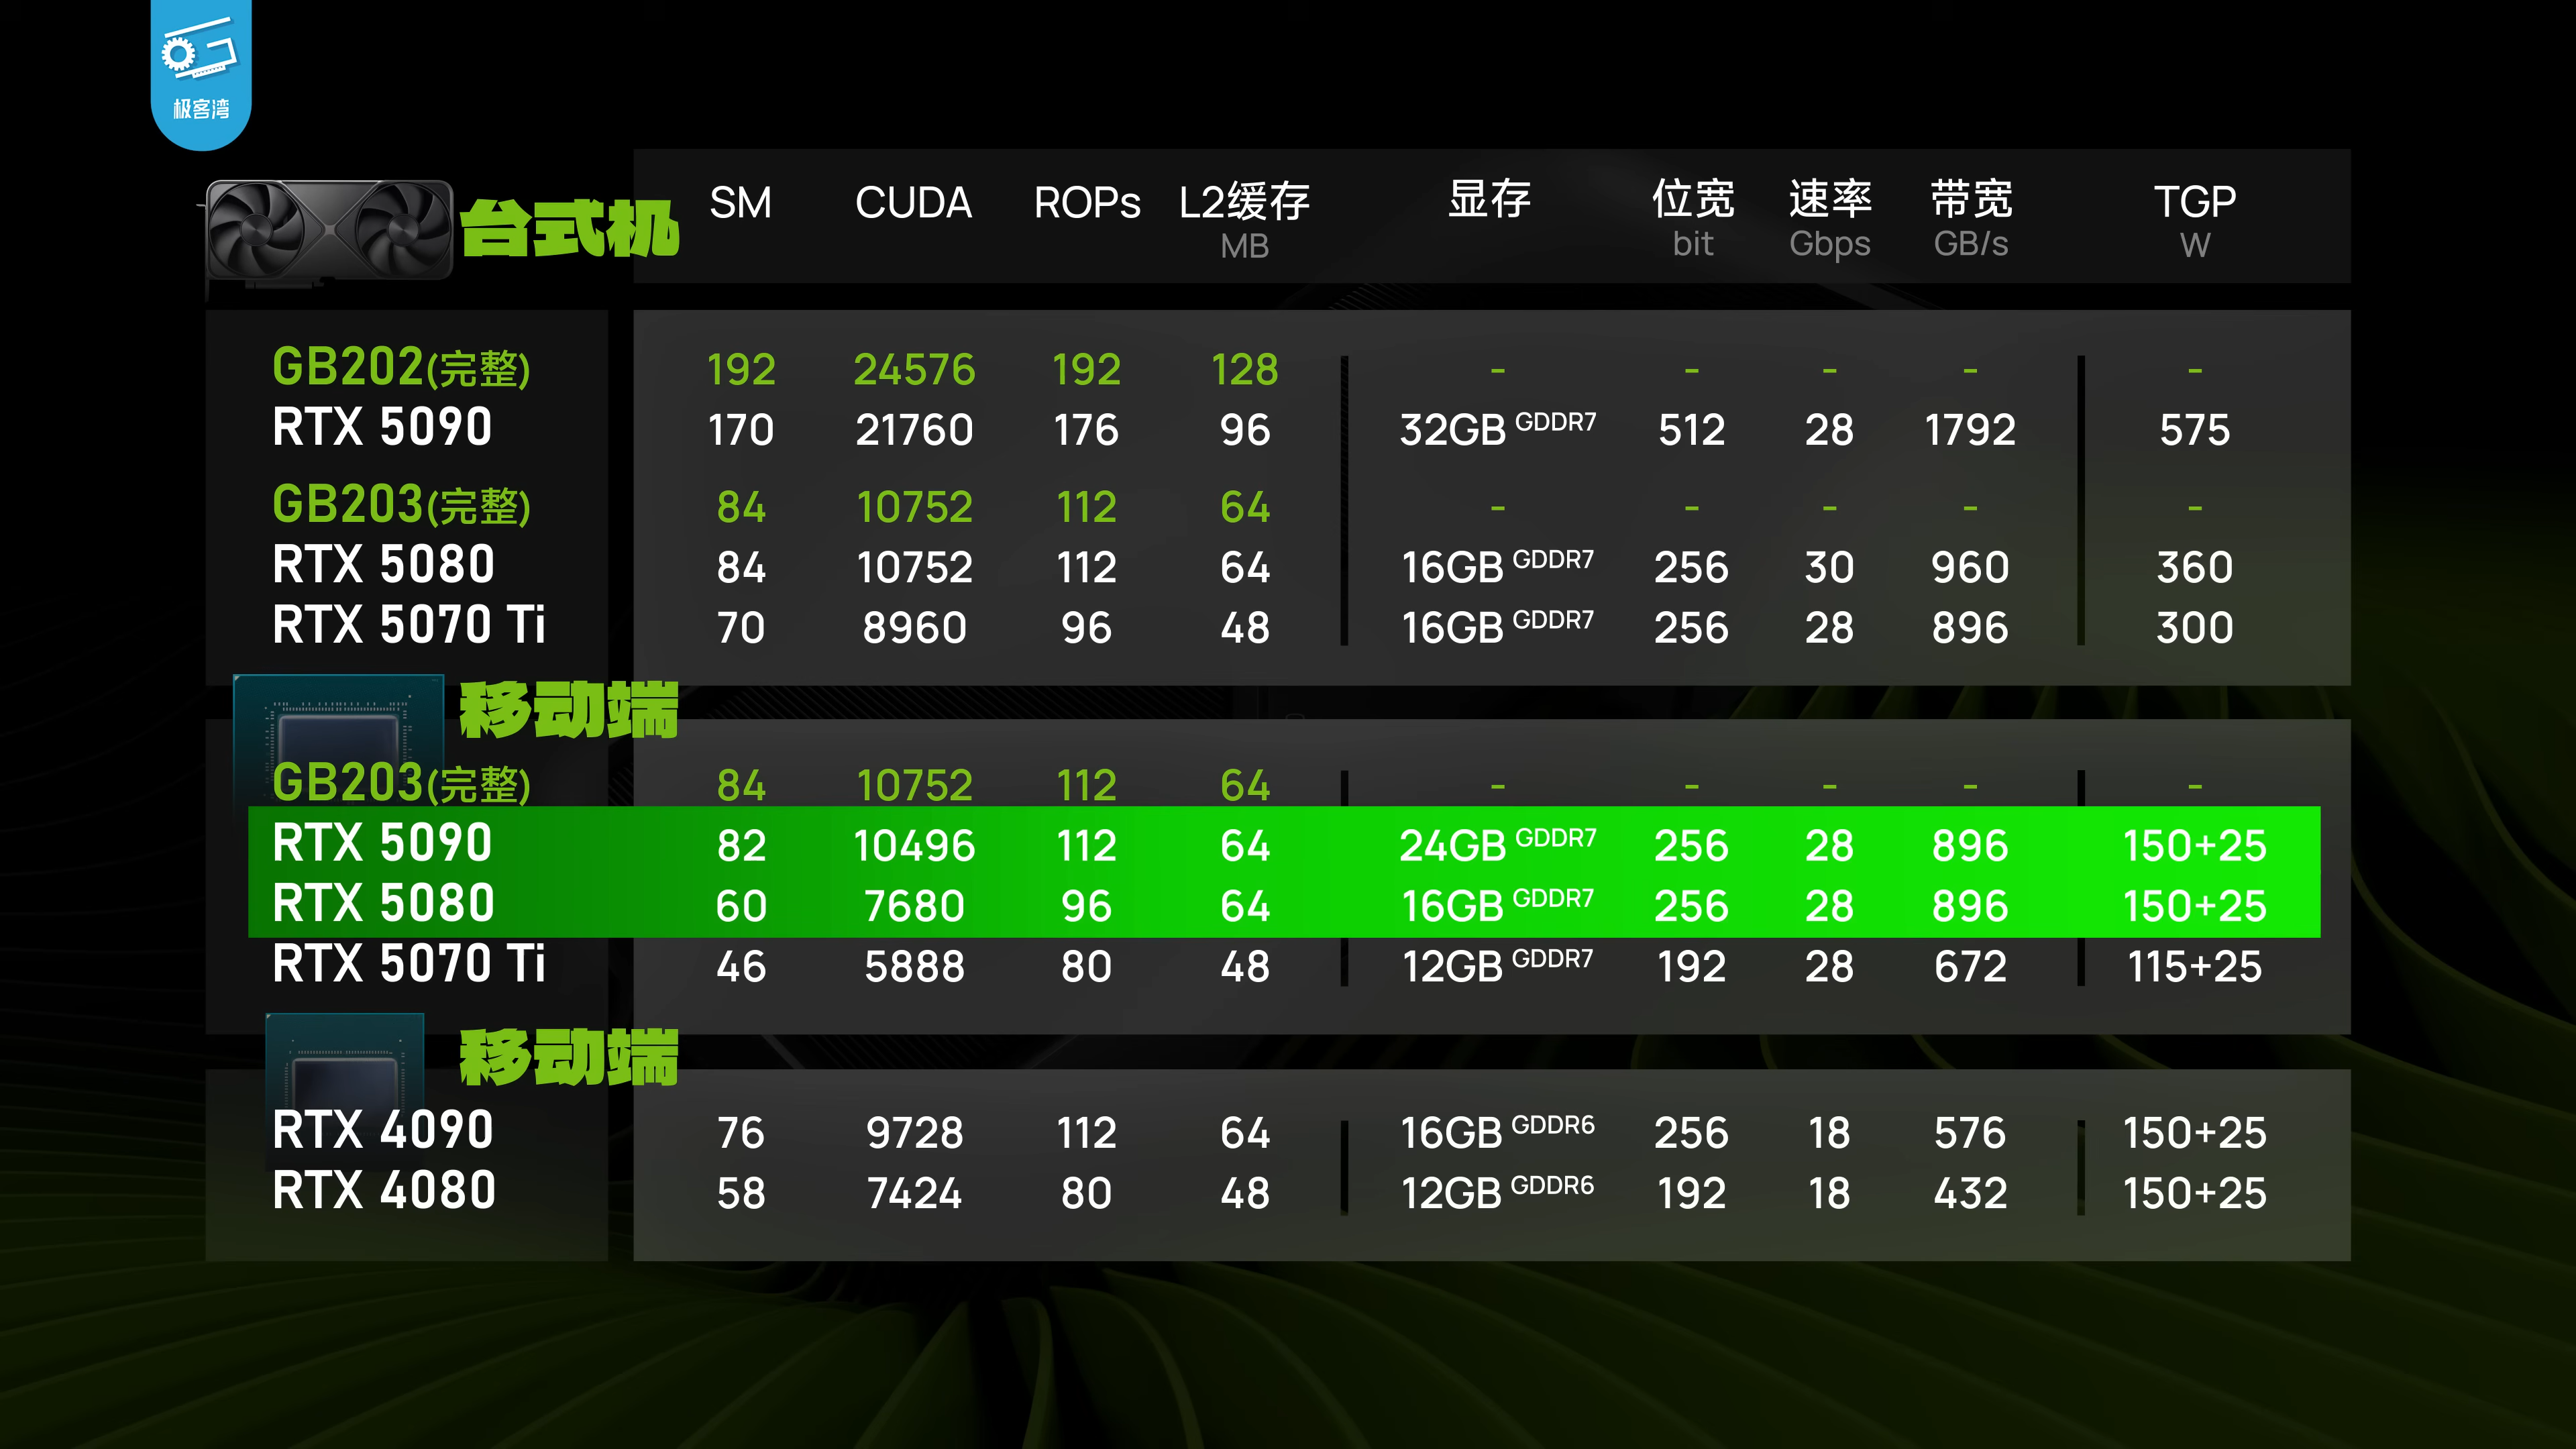 极客湾
台式机 SM CUDA ROPs L2缓存 显存 位宽 速率 带宽 TGP
MB bit Gbps GB/s W
GB202(完整) 192 24576 192 128 - - - - -
RTX 5090 170 21760 176 96 32GB GDDR7 512 28 1792 575
GB203(完整) 84 10752 112 64 - - - - -
RTX 5080 84 10752 112 64 16GB GDDR7 256 30 960 360
RTX 5070 Ti 70 8960 96 48 16GB GDDR7 256 28 896 300
移动端
GB203(完整) 84 10752 112 64 - - - - -
RTX 5090 82 10496 112 64 24GB GDDR7 256 28 896 150+25
RTX 5080 60 7680 96 64 16GB GDDR7 256 28 896 150+25
RTX 5070 Ti 46 5888 80 48 12GB GDDR7 192 28 672 115+25
移动端
RTX 4090 76 9728 112 64 16GB GDDR6 256 18 576 150+25
RTX 4080 58 7424 80 48 12GB GDDR6 192 18 432 150+25